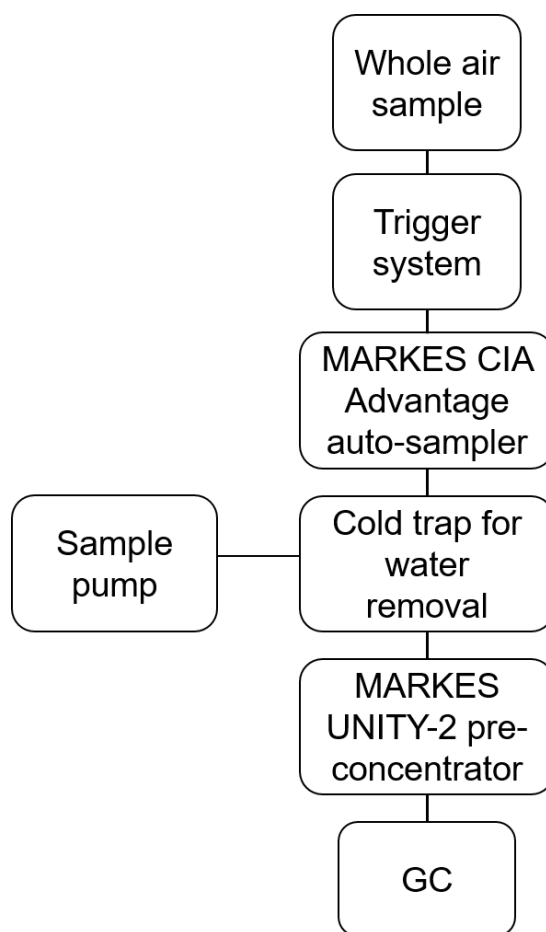 Whole air
sample
Trigger
system
MARKES CIA
Advantage
auto-sampler
Sample
pump
Cold trap for
water
removal
MARKES
UNITY-2 pre-
concentrator
GC